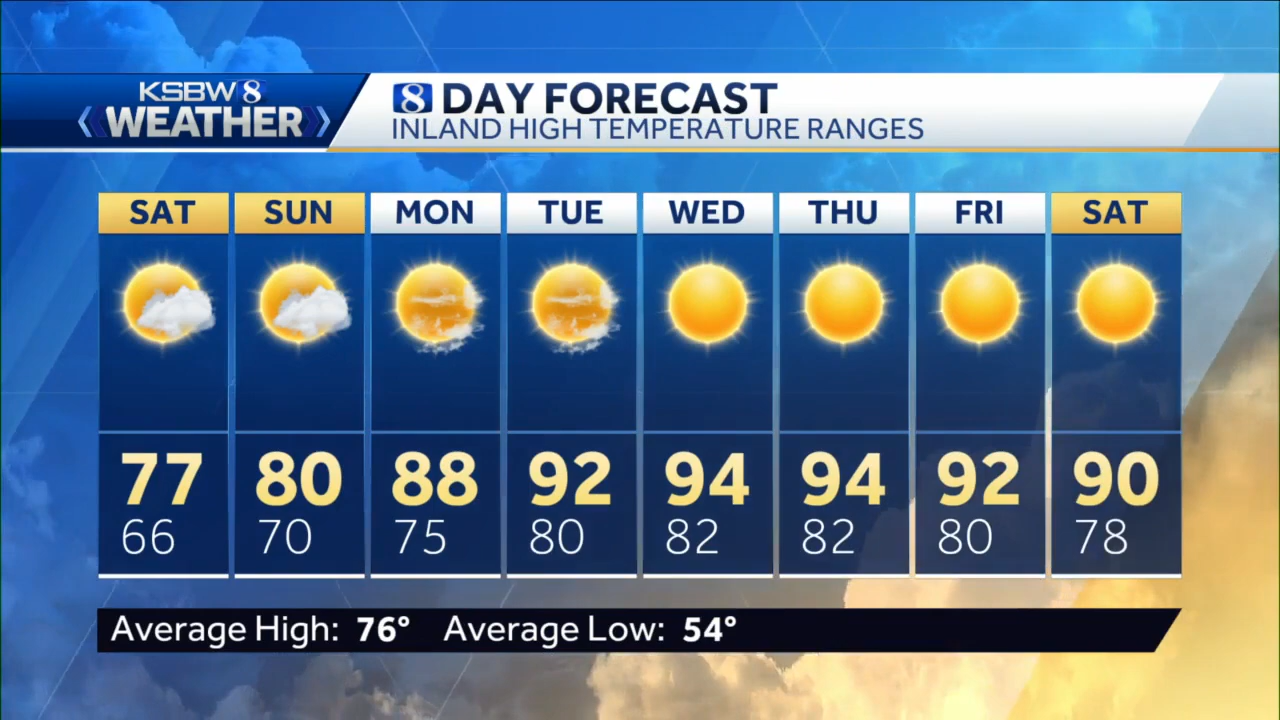 KSBW 8
WEATHER
8 DAY FORECAST
INLAND HIGH TEMPERATURE RANGES
SAT SUN MON TUE WED THU FRI SAT
77 80 88 92 94 94 92 90
66 70 75 80 82 82 80 78
Average High: 76° Average Low: 54°